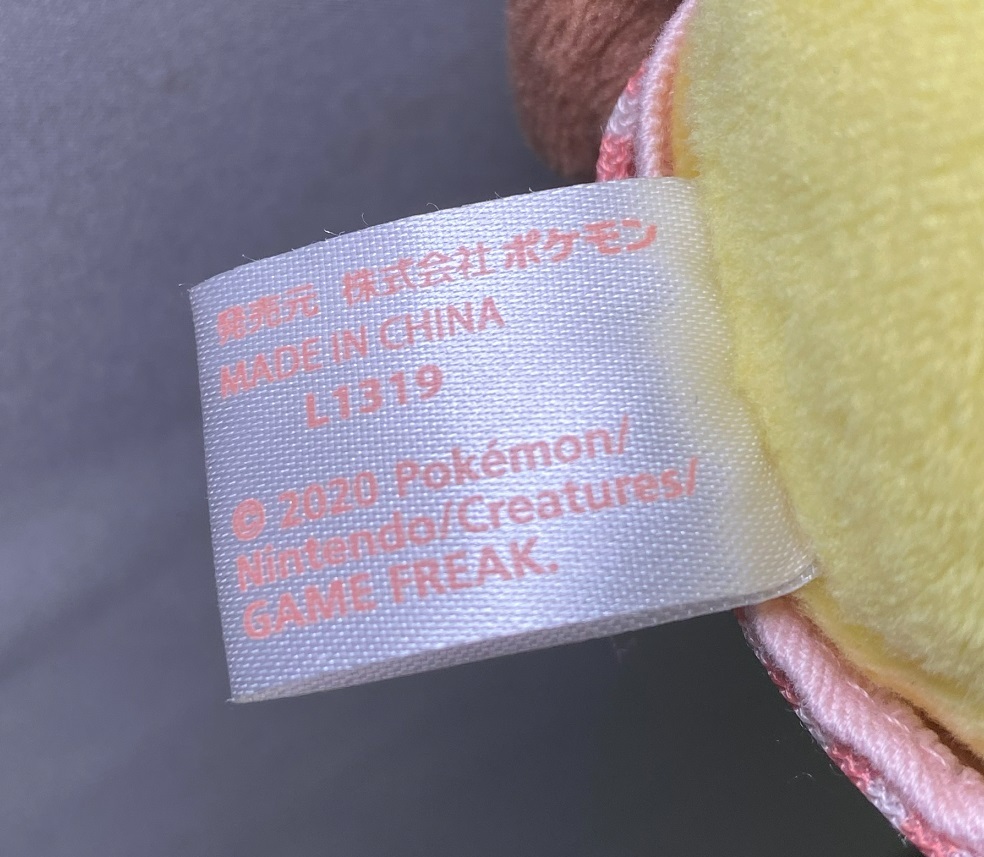 発売元 株式会社 ポケモン
MADE IN CHINA
L1319
© 2020 Pokémon/
Nintendo/Creatures/
GAME FREAK.